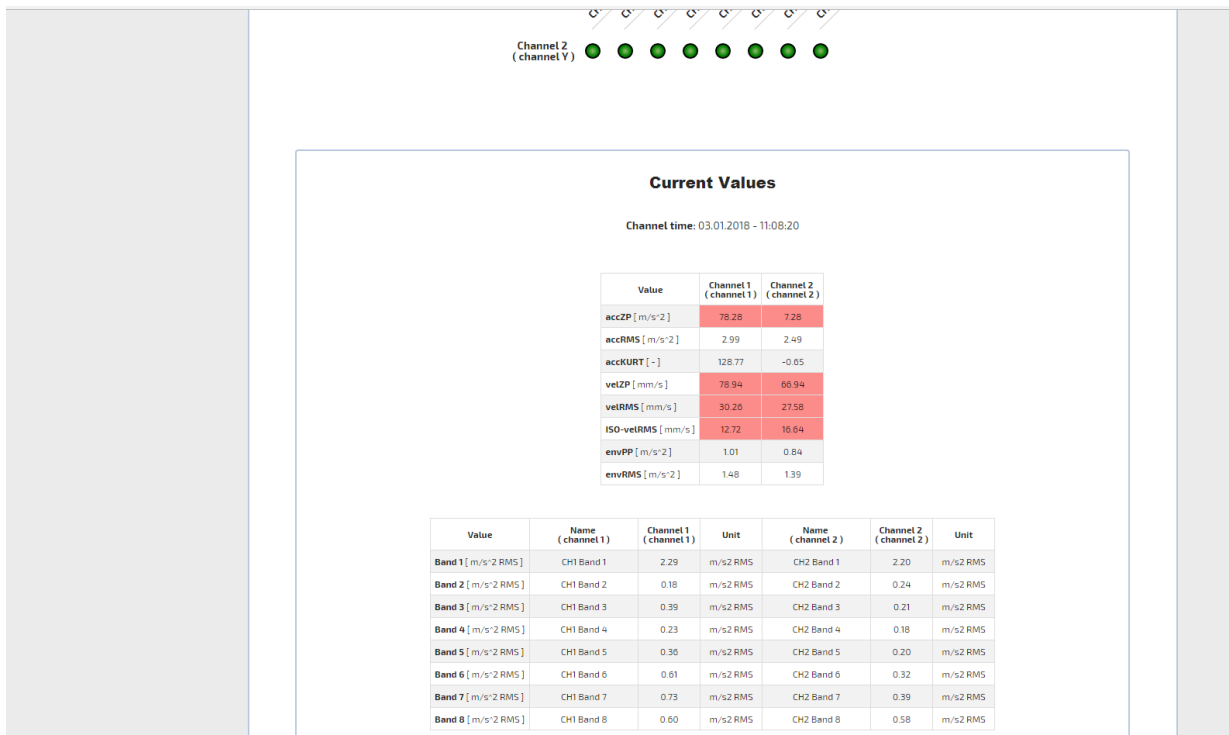 Channel 2
( channel Y )
Current Values
Channel time: 03.01.2018 - 11:08:20
Value Channel 1 ( channel 1 ) Channel 2 ( channel 2 )
accZP [ m/s^2 ] 78.28 7.28
accRMS [ m/s^2 ] 2.99 2.49
accKURT [ - ] 128.77 -0.65
velZP [ mm/s ] 78.94 66.94
velRMS [ mm/s ] 30.26 27.58
ISO-velRMS [ mm/s ] 12.72 16.64
envPP [ m/s^2 ] 1.01 0.84
envRMS [ m/s^2 ] 1.48 1.39
Value Name ( channel 1 ) Channel 1 ( channel 1 ) Unit Name ( channel 2 ) Channel 2 ( channel 2 ) Unit
Band 1 [ m/s^2 RMS ] CH1 Band 1 2.29 m/s2 RMS CH2 Band 1 2.20 m/s2 RMS
Band 2 [ m/s^2 RMS ] CH1 Band 2 0.18 m/s2 RMS CH2 Band 2 0.24 m/s2 RMS
Band 3 [ m/s^2 RMS ] CH1 Band 3 0.39 m/s2 RMS CH2 Band 3 0.21 m/s2 RMS
Band 4 [ m/s^2 RMS ] CH1 Band 4 0.23 m/s2 RMS CH2 Band 4 0.18 m/s2 RMS
Band 5 [ m/s^2 RMS ] CH1 Band 5 0.36 m/s2 RMS CH2 Band 5 0.20 m/s2 RMS
Band 6 [ m/s^2 RMS ] CH1 Band 6 0.61 m/s2 RMS CH2 Band 6 0.32 m/s2 RMS
Band 7 [ m/s^2 RMS ] CH1 Band 7 0.73 m/s2 RMS CH2 Band 7 0.39 m/s2 RMS
Band 8 [ m/s^2 RMS ] CH1 Band 8 0.60 m/s2 RMS CH2 Band 8 0.58 m/s2 RMS